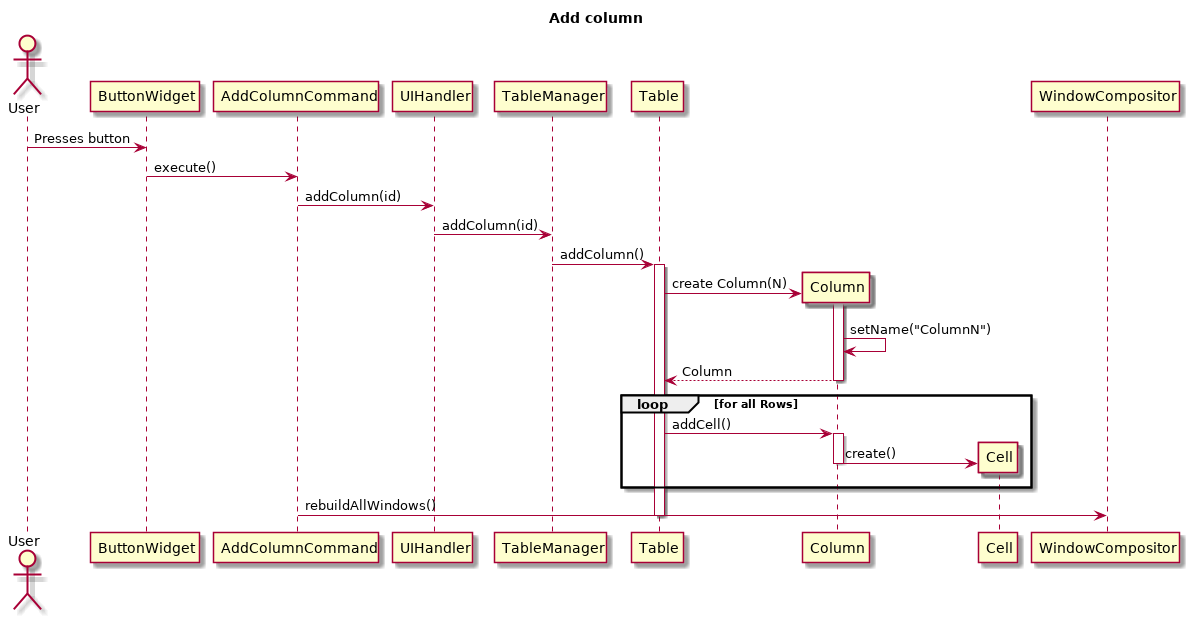 Add column
User
ButtonWidget
AddColumnCommand
UIHandler
TableManager
Table
WindowCompositor
Presses button
execute()
addColumn(id)
addColumn(id)
addColumn()
create Column(N)
Column
setName("ColumnN")
Column
loop
[for all Rows]
addCell()
create()
Cell
rebuildAllWindows()
User
ButtonWidget
AddColumnCommand
UIHandler
TableManager
Table
Column
Cell
WindowCompositor